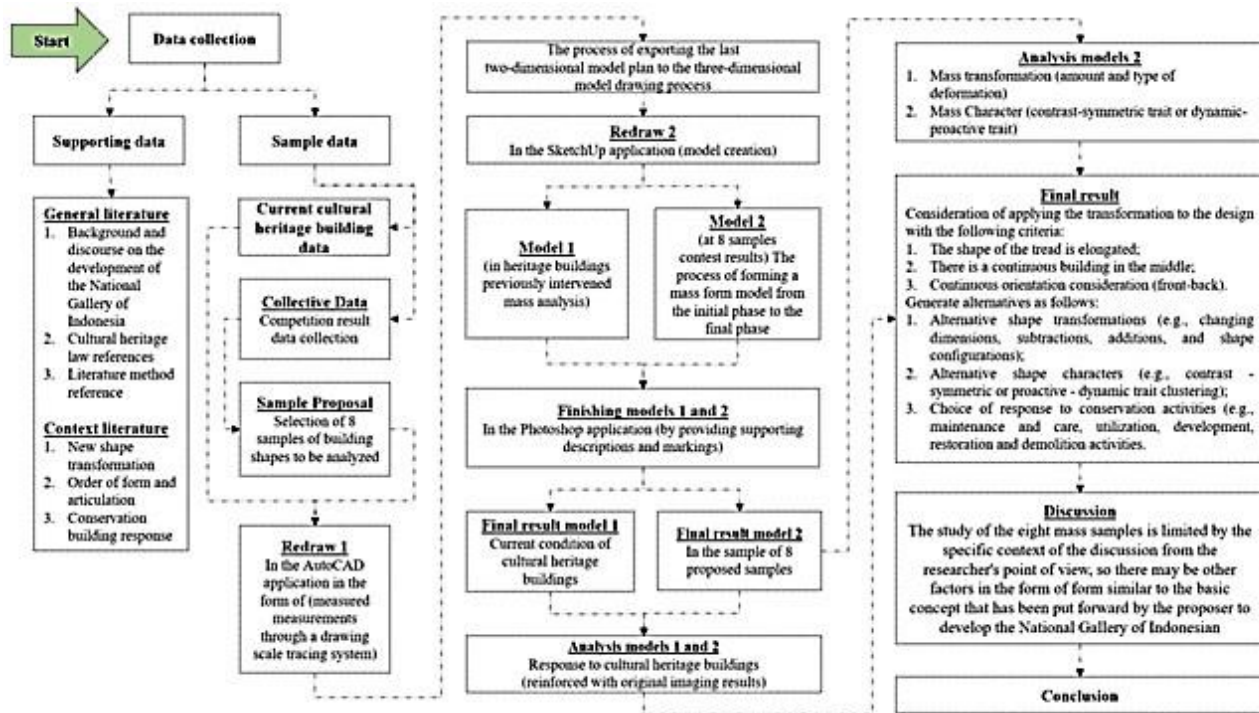 Start
Data collection
Supporting data
Sample data
General literature
1. Background and
discourse on the
development of
the National
Gallery of
Indonesia
2. Cultural heritage
law references
3. Literature method
reference
Context literature
1. New shape
transformation
2. Order of form and
articulation
3. Conservation
building response
Current cultural
heritage building
data
Collective Data
Competition result
data collection
Sample Proposal
Selection of 8
samples of building
shapes to be analyzed
Redraw 1
In the AutoCAD
application in the
form of (measured
measurements
through a drawing
scale tracing system)
The process of exporting the last
two-dimensional model plan to the three-dimensional
model drawing process
Redraw 2
In the SketchUp application (model creation)
Model 1
(in heritage buildings
previously intervened
mass analysis)
Model 2
(at 8 samples
contest results) The
process of forming a
mass form model from
the initial phase to the
final phase
Finishing models 1 and 2
In the Photoshop application (by providing supporting
descriptions and markings)
Final result model 1
Current condition of
cultural heritage
buildings
Final result model 2
In the sample of 8
proposed samples
Analysis models 1 and 2
Response to cultural heritage buildings
(reinforced with original imaging results)
Analysis models 2
1. Mass transformation (amount and type of
deformation)
2. Mass Character (contrast-symmetric trait or dynamic-
proactive trait)
Final result
Consideration of applying the transformation to the design
with the following criteria:
1. The shape of the tread is elongated;
2. There is a continuous building in the middle;
3. Continuous orientation consideration (front-back).
Generate alternatives as follows:
1. Alternative shape transformations (e.g., changing
dimensions, subtractions, additions, and shape
configurations);
2. Alternative shape characters (e.g., contrast -
symmetric or proactive - dynamic trait clustering);
3. Choice of response to conservation activities (e.g.,
maintenance and care, utilization, development,
restoration and demolition activities.
Discussion
The study of the eight mass samples is limited by the
specific context of the discussion from the
researcher's point of view, so there may be other
factors in the form of form similar to the basic
concept that has been put forward by the proposer to
develop the National Gallery of Indonesian
Conclusion